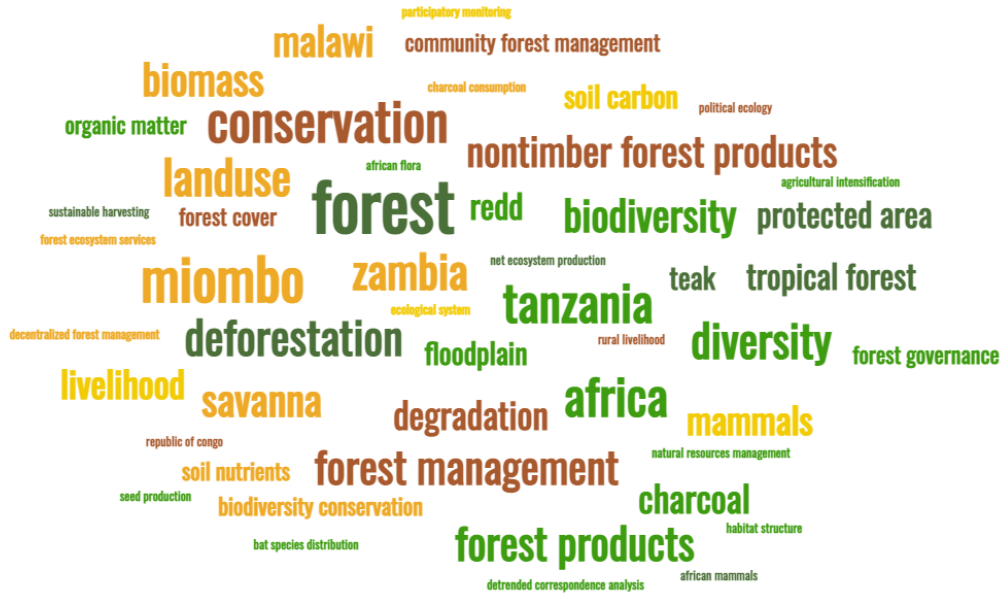 participatory monitoring
malawi
community forest management
biomass
charcoal consumption
soil carbon
political ecology
organic matter
conservation
nontimber forest products
african flora
landuse
agricultural intensification
forest
redd
biodiversity
protected area
sustainable harvesting
forest cover
forest ecosystem services
miombo
zambia
net ecosystem production
teak
tropical forest
ecological system
tanzania
decentralized forest management
deforestation
floodplain
rural livelihood
diversity
forest governance
livelihood
savanna
degradation
africa
mammals
republic of congo
soil nutrients
forest management
natural resources management
seed production
biodiversity conservation
charcoal
habitat structure
bat species distribution
forest products
african mammals
detrended correspondence analysis